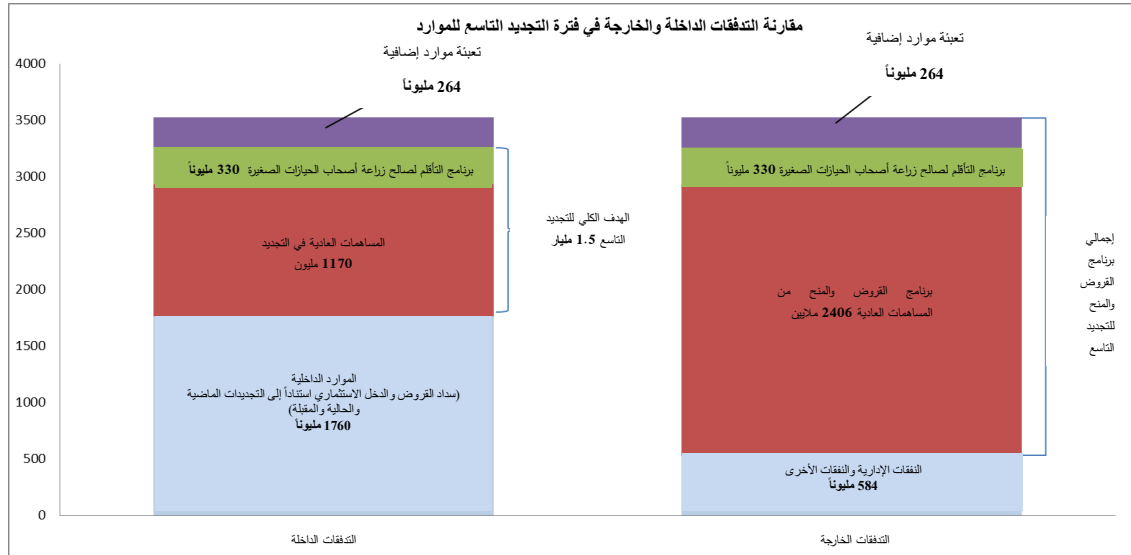 مقارنة التدفقات الداخلة والخارجة في فترة التجديد التاسع للموارد
تعبئة موارد إضافية
264 مليوناً
تعبئة موارد إضافية
264 مليوناً
4000
3500
3000
2500
2000
1500
1000
500
0
برنامج التأقلم لصالح زراعة أصحاب الحيازات الصغيرة 330 مليوناً
المساهمات العادية في التجديد
1170 مليون
الموارد الداخلية
(سداد القروض والدخل الاستثماري استناداً إلى التجديدات الماضية
والحالية والمقبلة)
1760 مليوناً
الهدف الكلي للتجديد
التاسع 1.5 مليار
برنامج التأقلم لصالح زراعة أصحاب الحيازات الصغيرة 330 مليوناً
برنامج القروض والمنح من
المساهمات العادية 2406 ملايين
النفقات الإدارية والنفقات الأخرى
584 مليوناً
إجمالي
برنامج
القروض
والمنح
للتجديد
التاسع
التدفقات الداخلة
التدفقات الخارجة